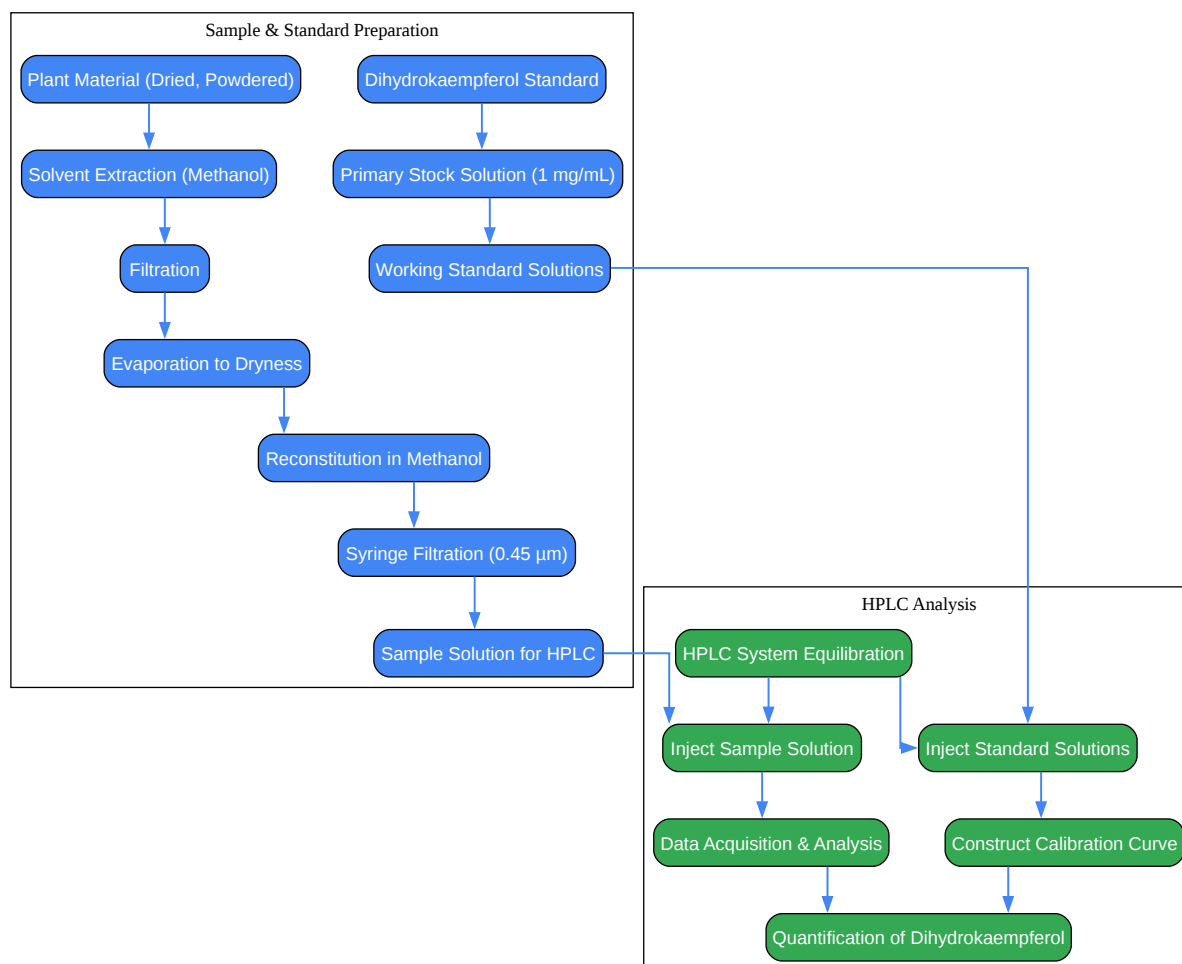 Sample & Standard Preparation
Plant Material (Dried, Powdered)
Dihydrokaempferol Standard
Solvent Extraction (Methanol)
Primary Stock Solution (1 mg/mL)
Filtration
Working Standard Solutions
Evaporation to Dryness
Reconstitution in Methanol
Syringe Filtration (0.45 µm)
Sample Solution for HPLC
HPLC Analysis
HPLC System Equilibration
Inject Sample Solution
Inject Standard Solutions
Data Acquisition & Analysis
Construct Calibration Curve
Quantification of Dihydrokaempferol